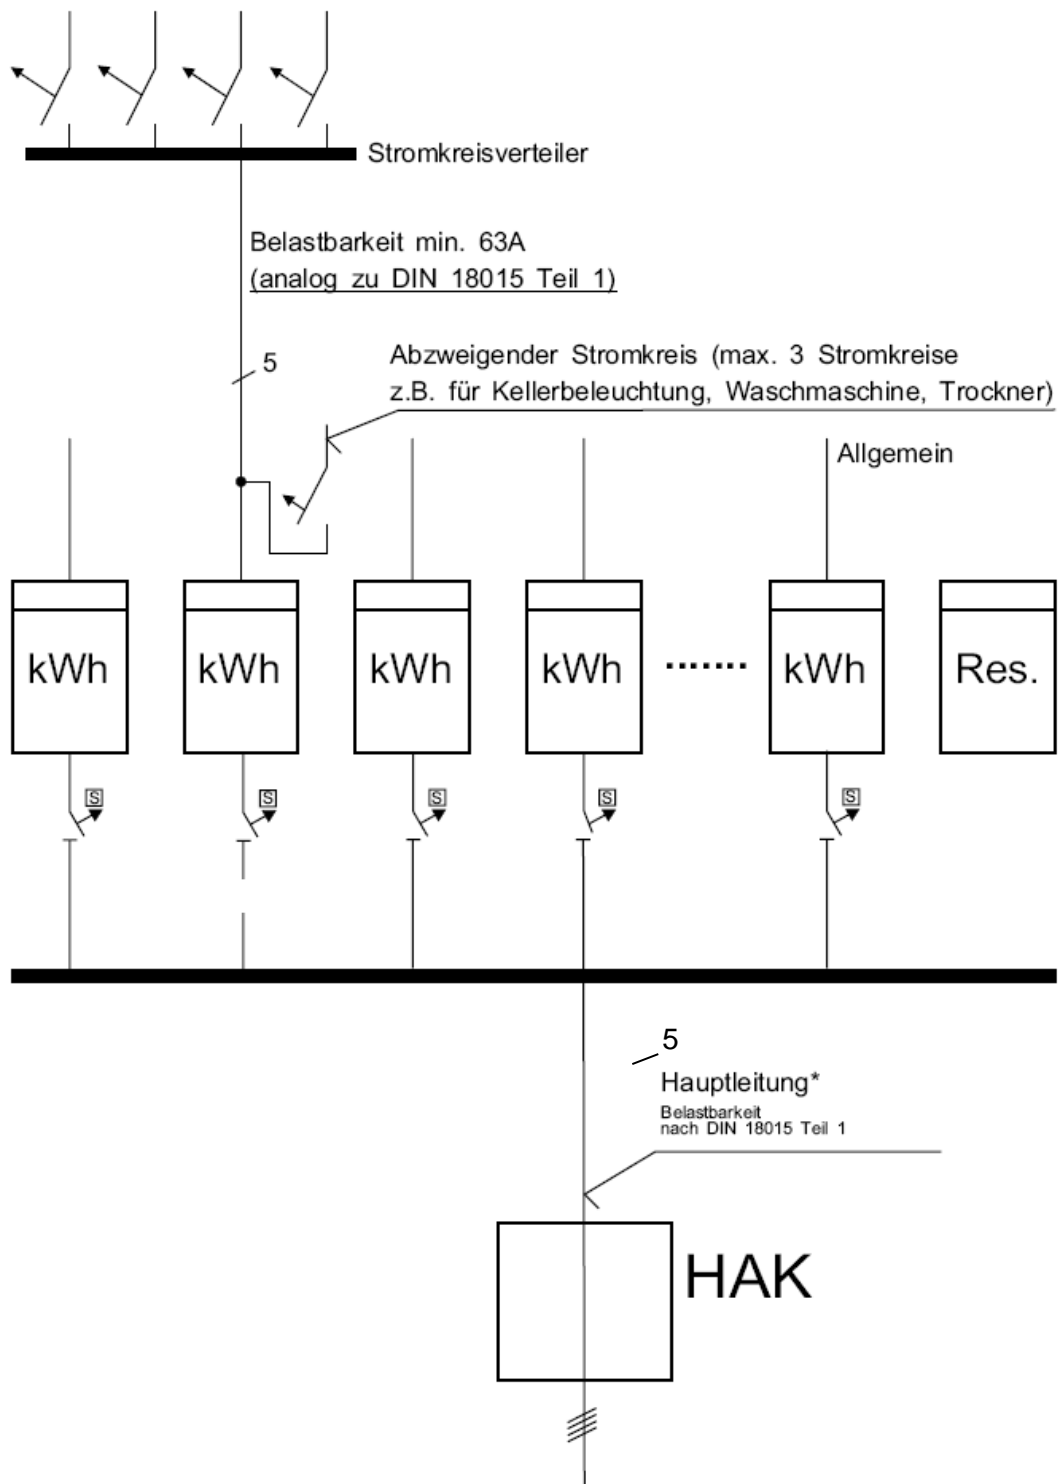 Stromkreisverteiler
Belastbarkeit min. 63A
(analog zu DIN 18015 Teil 1)
5
Abzweigender Stromkreis (max. 3 Stromkreise
z.B. für Kellerbeleuchtung, Waschmaschine, Trockner)
Allgemein
kWh kWh kWh kWh ....... kWh Res.
S S S S S
5
Hauptleitung*
Belastbarkeit
nach DIN 18015 Teil 1
HAK